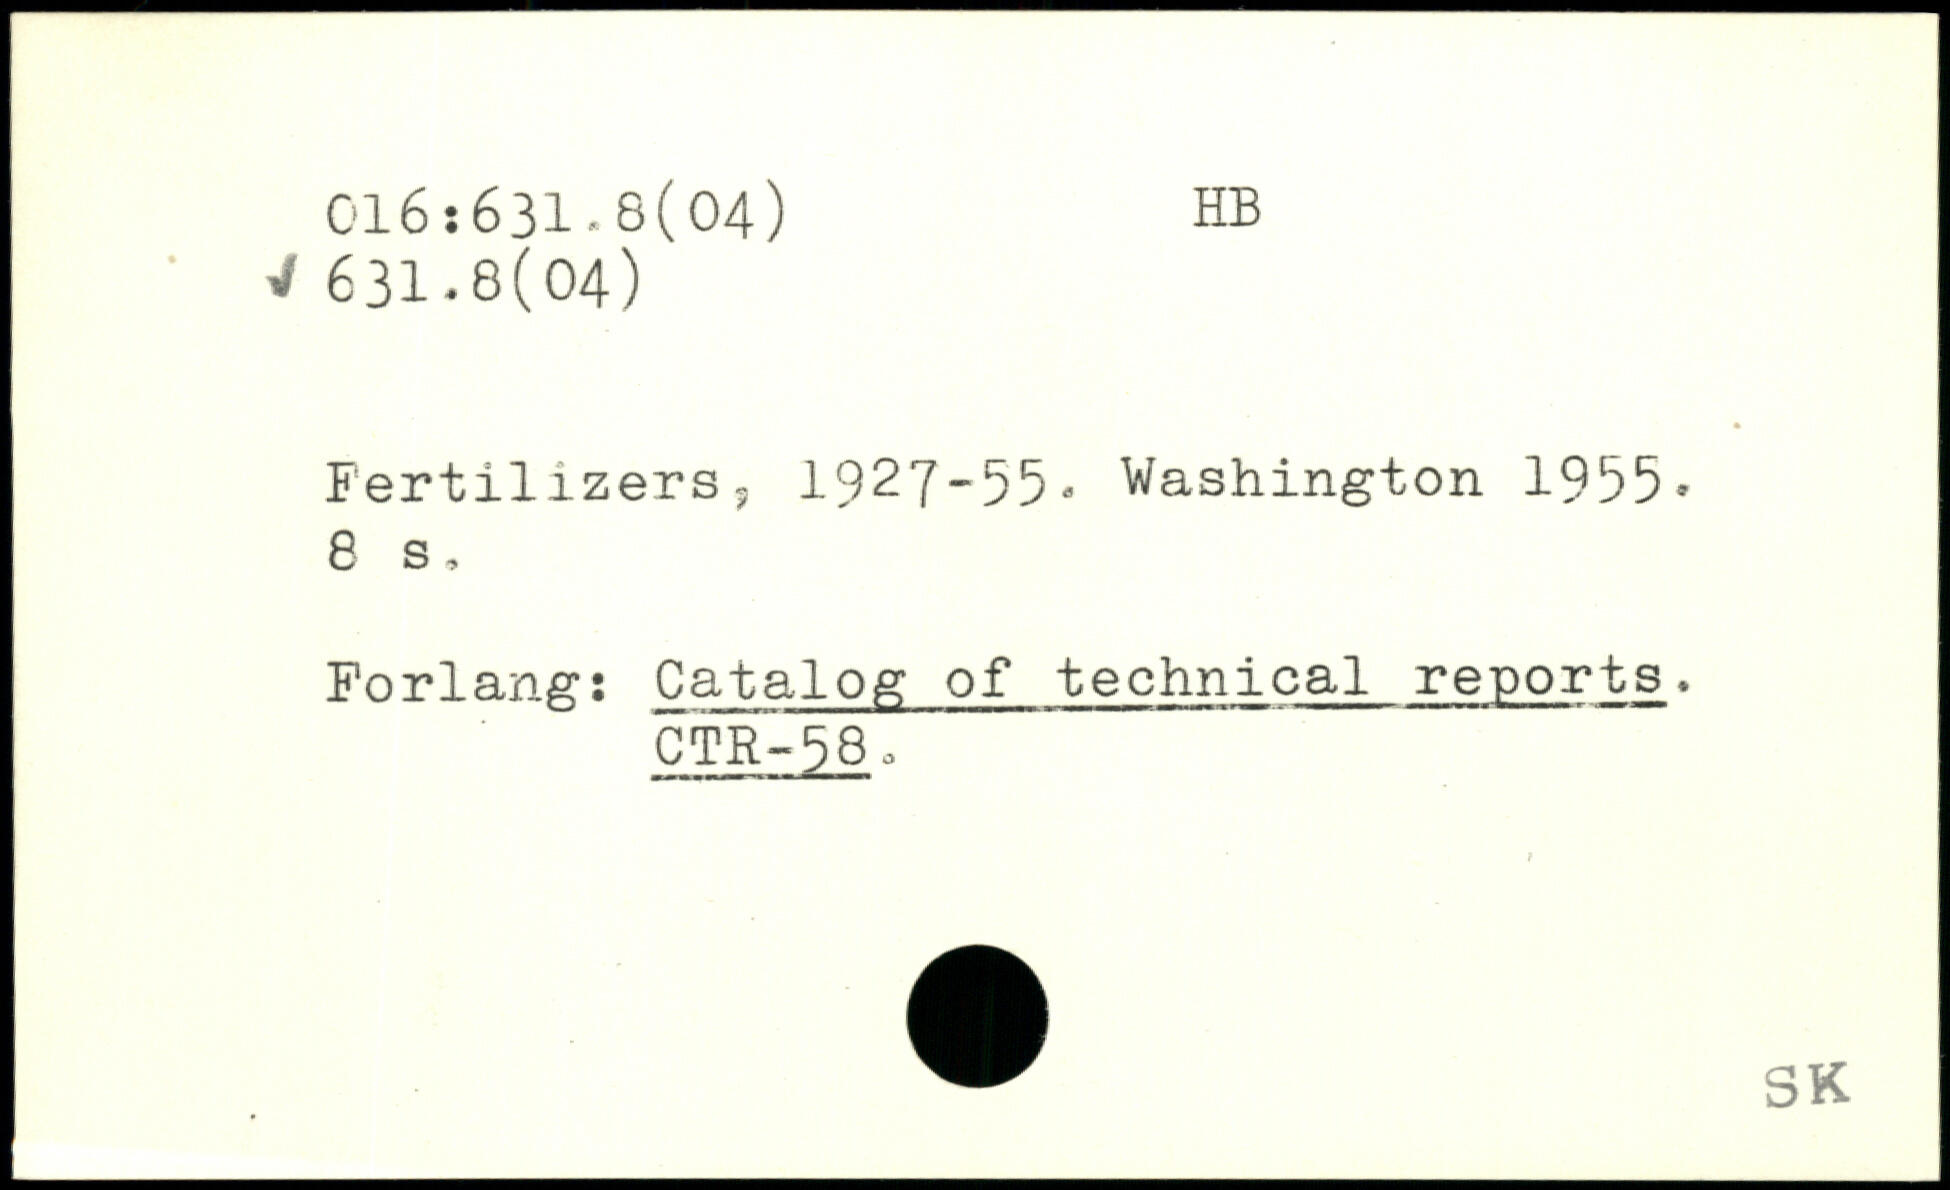 016:631.8(04) HB
✓ 631.8(04)
Fertilizers, 1927-55. Washington 1955.
8 s.
Forlang: Catalog of technical reports.
CTR-58.
SK